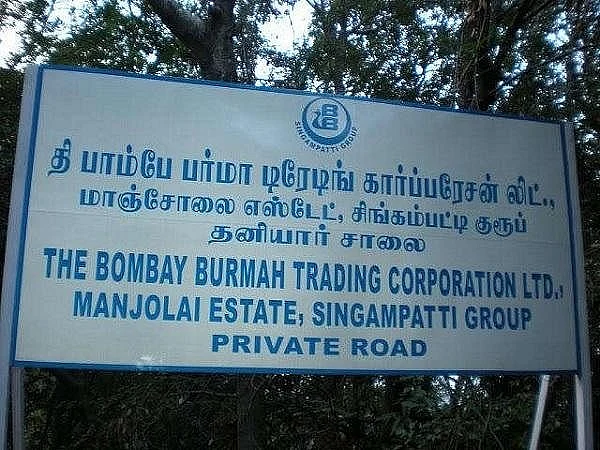 BB
SINGAMPATTI GROUP
தி பாம்பே பர்மா டிரேடிங் கார்ப்பரேசன் லிட்.,
மாஞ்சோலை எஸ்டேட், சிங்கம்பட்டி குரூப்
தனியார் சாலை
THE BOMBAY BURMAH TRADING CORPORATION LTD.,
MANJOLAI ESTATE, SINGAMPATTI GROUP
PRIVATE ROAD